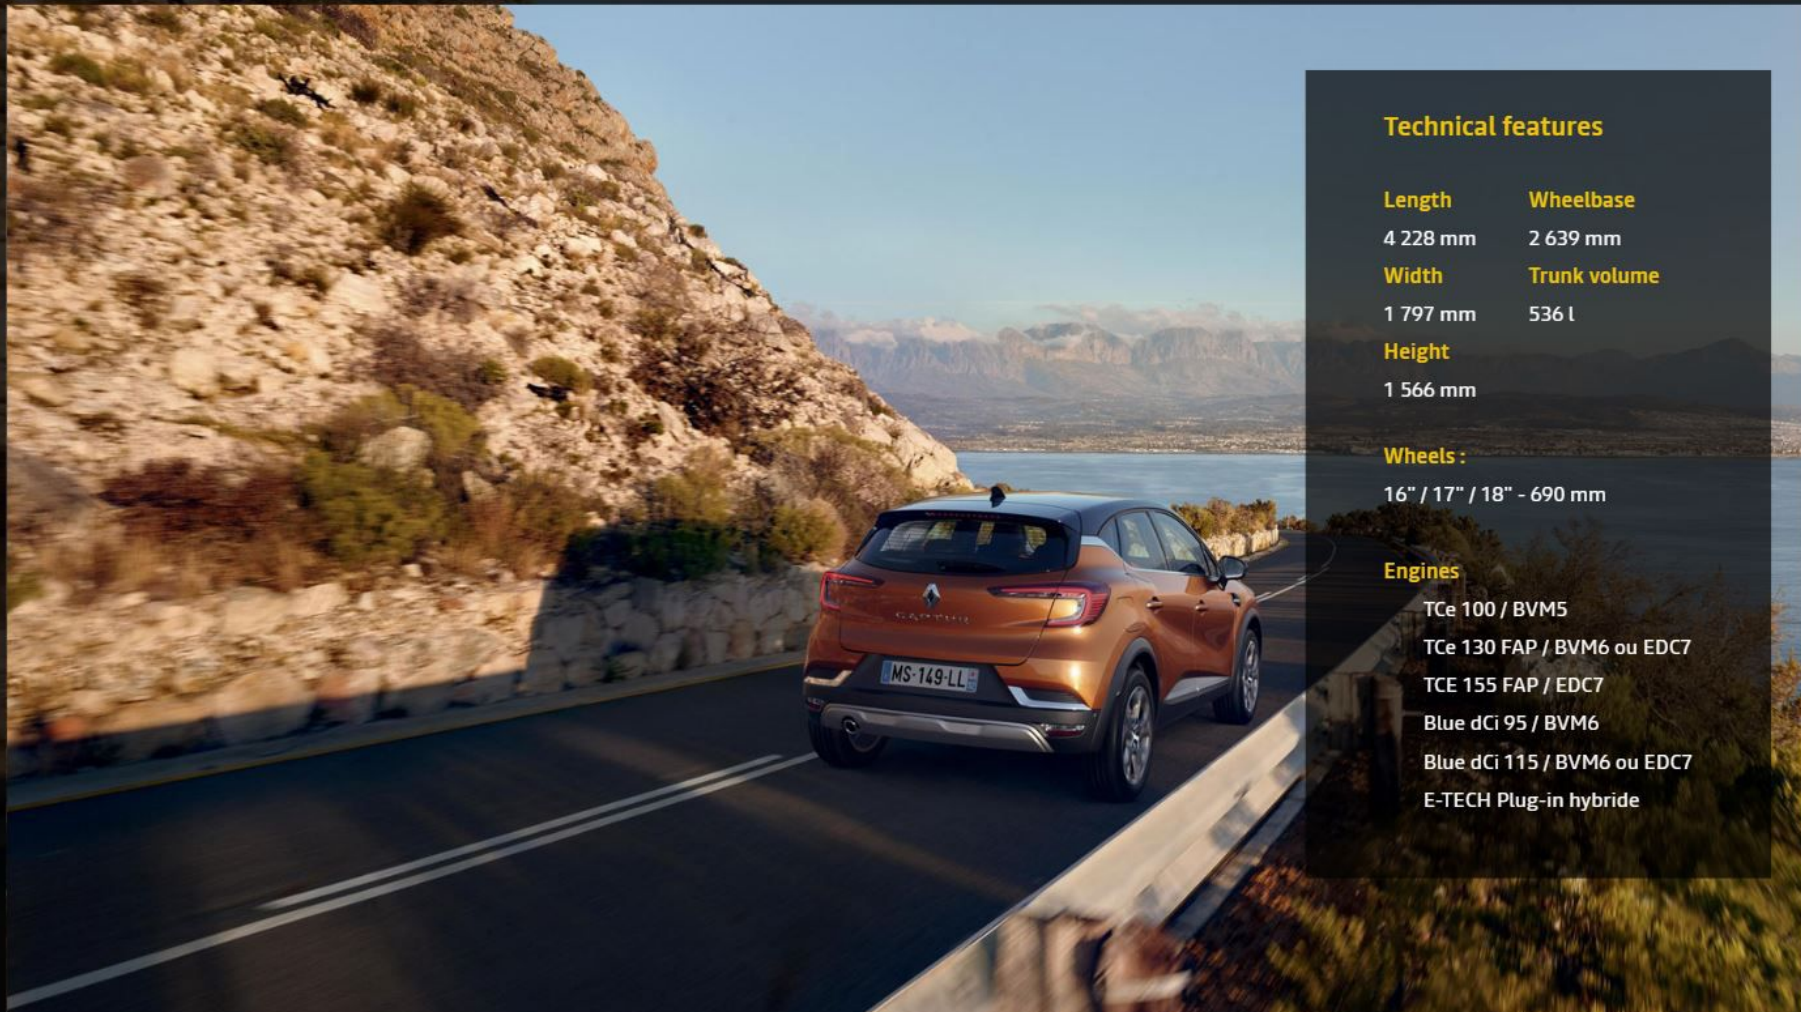 Technical features
Length Wheelbase
4 228 mm 2 639 mm
Width Trunk volume
1 797 mm 536 l
Height
1 566 mm
Wheels :
16" / 17" / 18" - 690 mm
Engines
TCe 100 / BVM5
TCe 130 FAP / BVM6 ou EDC7
TCE 155 FAP / EDC7
Blue dCi 95 / BVM6
Blue dCi 115 / BVM6 ou EDC7
E-TECH Plug-in hybride
CAPTUR
MS-149-LL